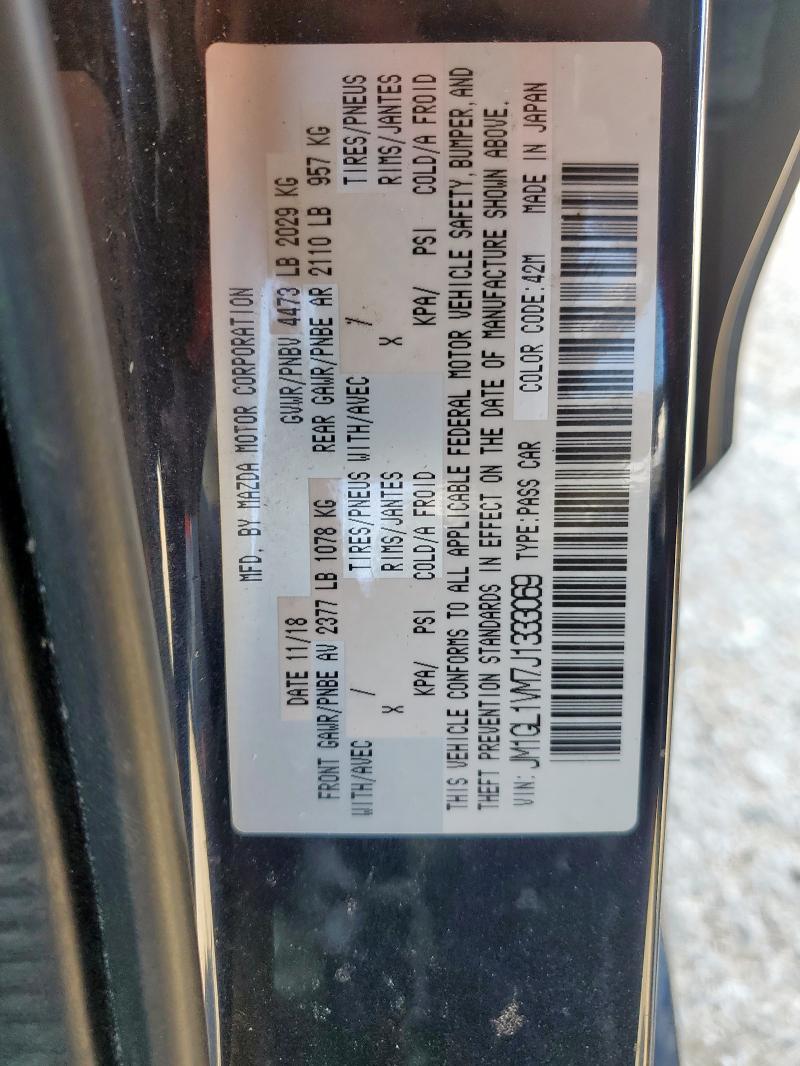 MFD. BY MAZDA MOTOR CORPORATION
DATE 11/18 GVWR/PNBV 4473 LB 2029 KG
FRONT GAWR/PNBE AV 2377 LB 1078 KG REAR GAWR/PNBE AR 2110 LB 957 KG
WITH/AVEC / TIRES/PNEUS WITH/AVEC / TIRES/PNEUS
X RIMS/JANTES X RIMS/JANTES
KPA/ PSI COLD/A FROID KPA/ PSI COLD/A FROID
THIS VEHICLE CONFORMS TO ALL APPLICABLE FEDERAL MOTOR VEHICLE SAFETY, BUMPER, AND
THEFT PREVENTION STANDARDS IN EFFECT ON THE DATE OF MANUFACTURE SHOWN ABOVE.
VIN: JM1GL1VM7J1333069 TYPE:PASS CAR COLOR CODE:42M MADE IN JAPAN